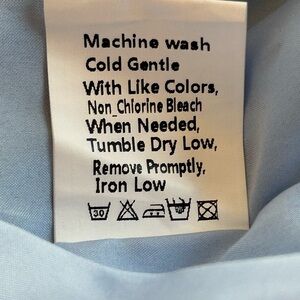 Machine wash
Cold Gentle
With Like Colors,
Non_Chlorine Bleach
When Needed,
Tumble Dry Low,
Remove Promptly,
Iron Low
30